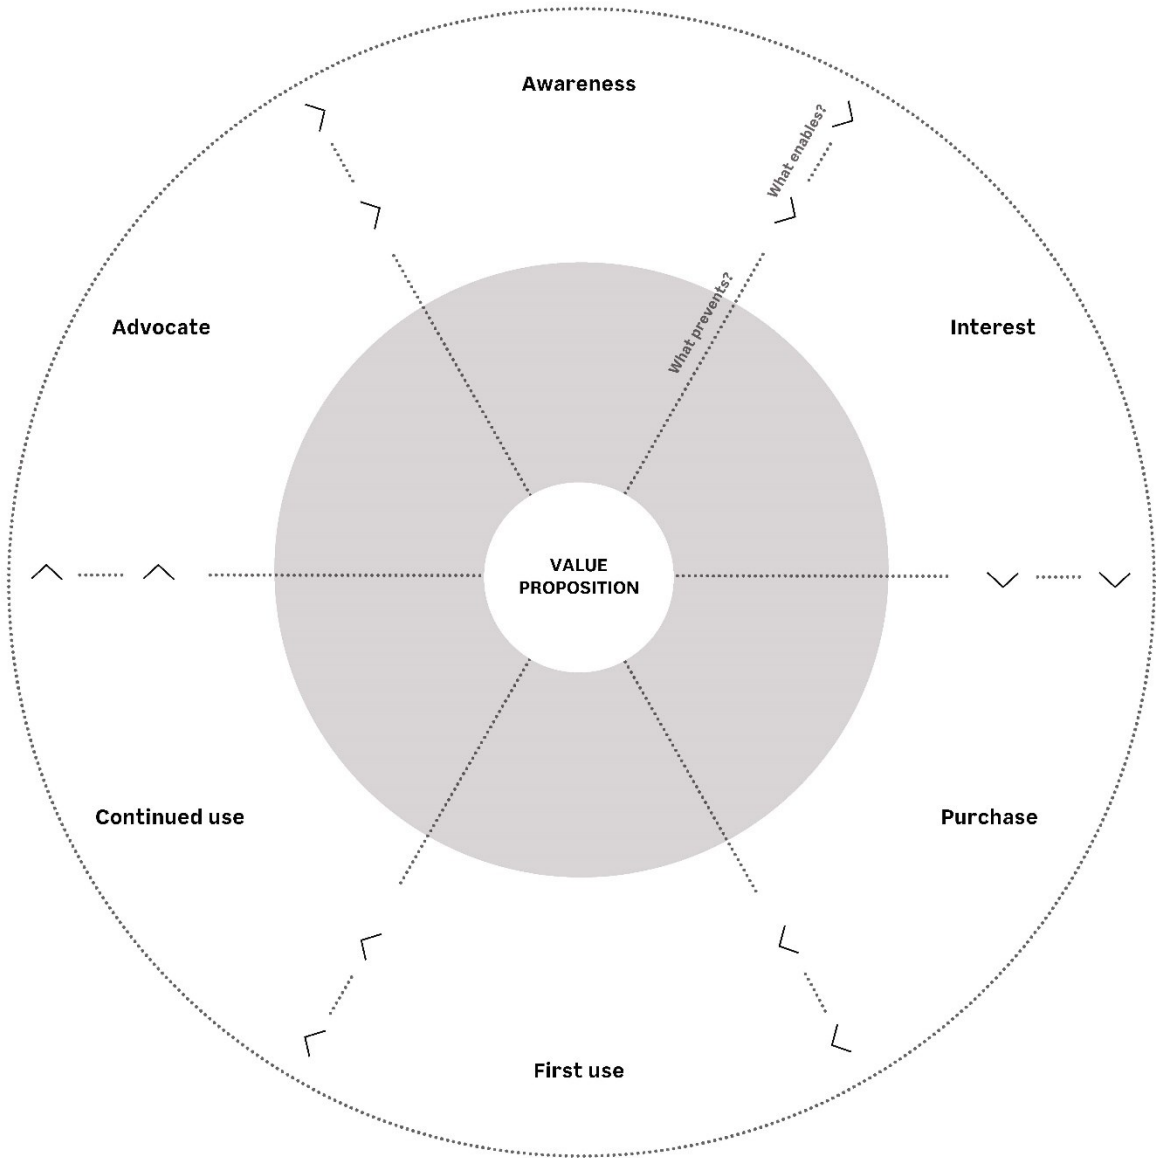 Awareness
What enables?
What prevents?
Advocate
Interest
VALUE
PROPOSITION
Continued use
Purchase
First use